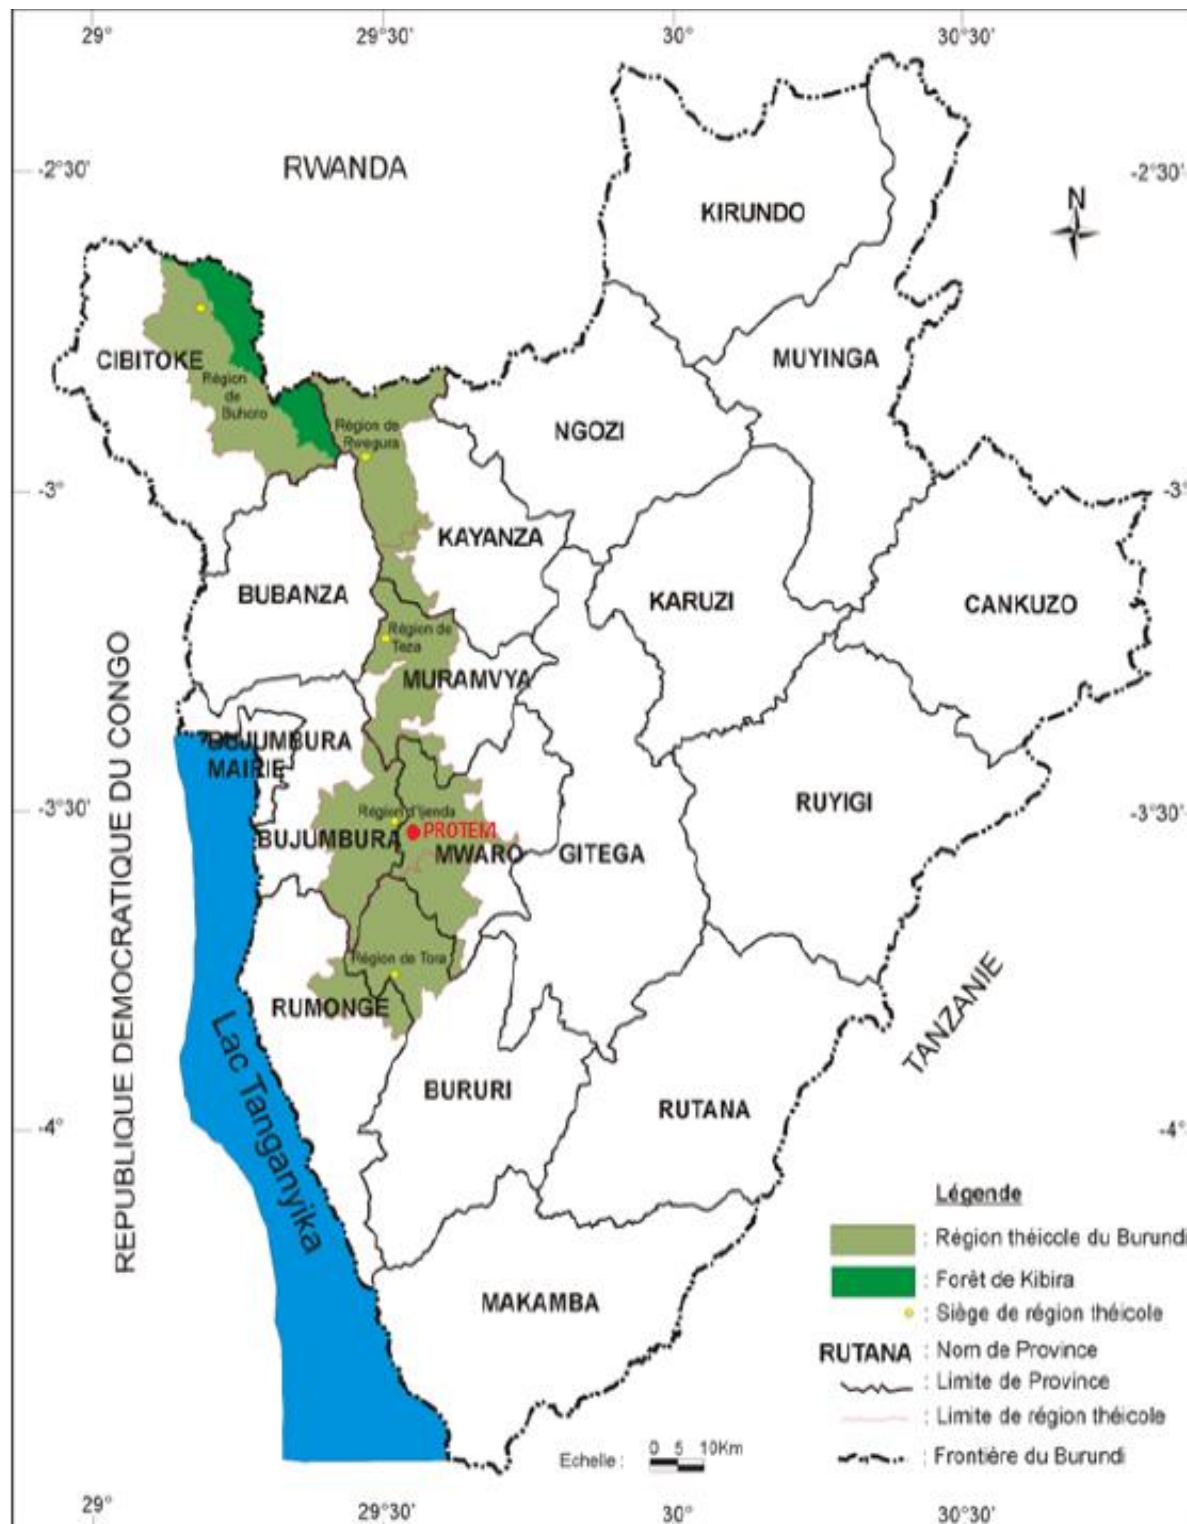 29°
29°30'
30°
30°30'
RWANDA
-2°30'
-2°30'
KIRUNDO
N
CIBITOKE
MUYINGA
Région
de
Buhoro
Région de
Rwegura
NGOZI
-3°
-3°
KAYANZA
BUBANZA
KARUZI
CANKUZO
Région de
Teza
MURAMVYA
REPUBLIQUE DEMOCRATIQUE DU CONGO
BUJUMBURA
MAIRIE
RUYIGI
-3°30'
-3°30'
Région d'Ijenda
PROTEM
BUJUMBURA
MWARO
GITEGA
Région de Tora
RUMONGE
TANZANIE
Lac Tanganyika
BURURI
RUTANA
-4°
-4°
MAKAMBA
Légende
: Région théicole du Burundi
: Forêt de Kibira
: Siège de région théicole
RUTANA : Nom de Province
: Limite de Province
: Limite de région théicole
: Frontière du Burundi
Echelle : 0 5 10Km
29°
29°30'
30°
30°30'